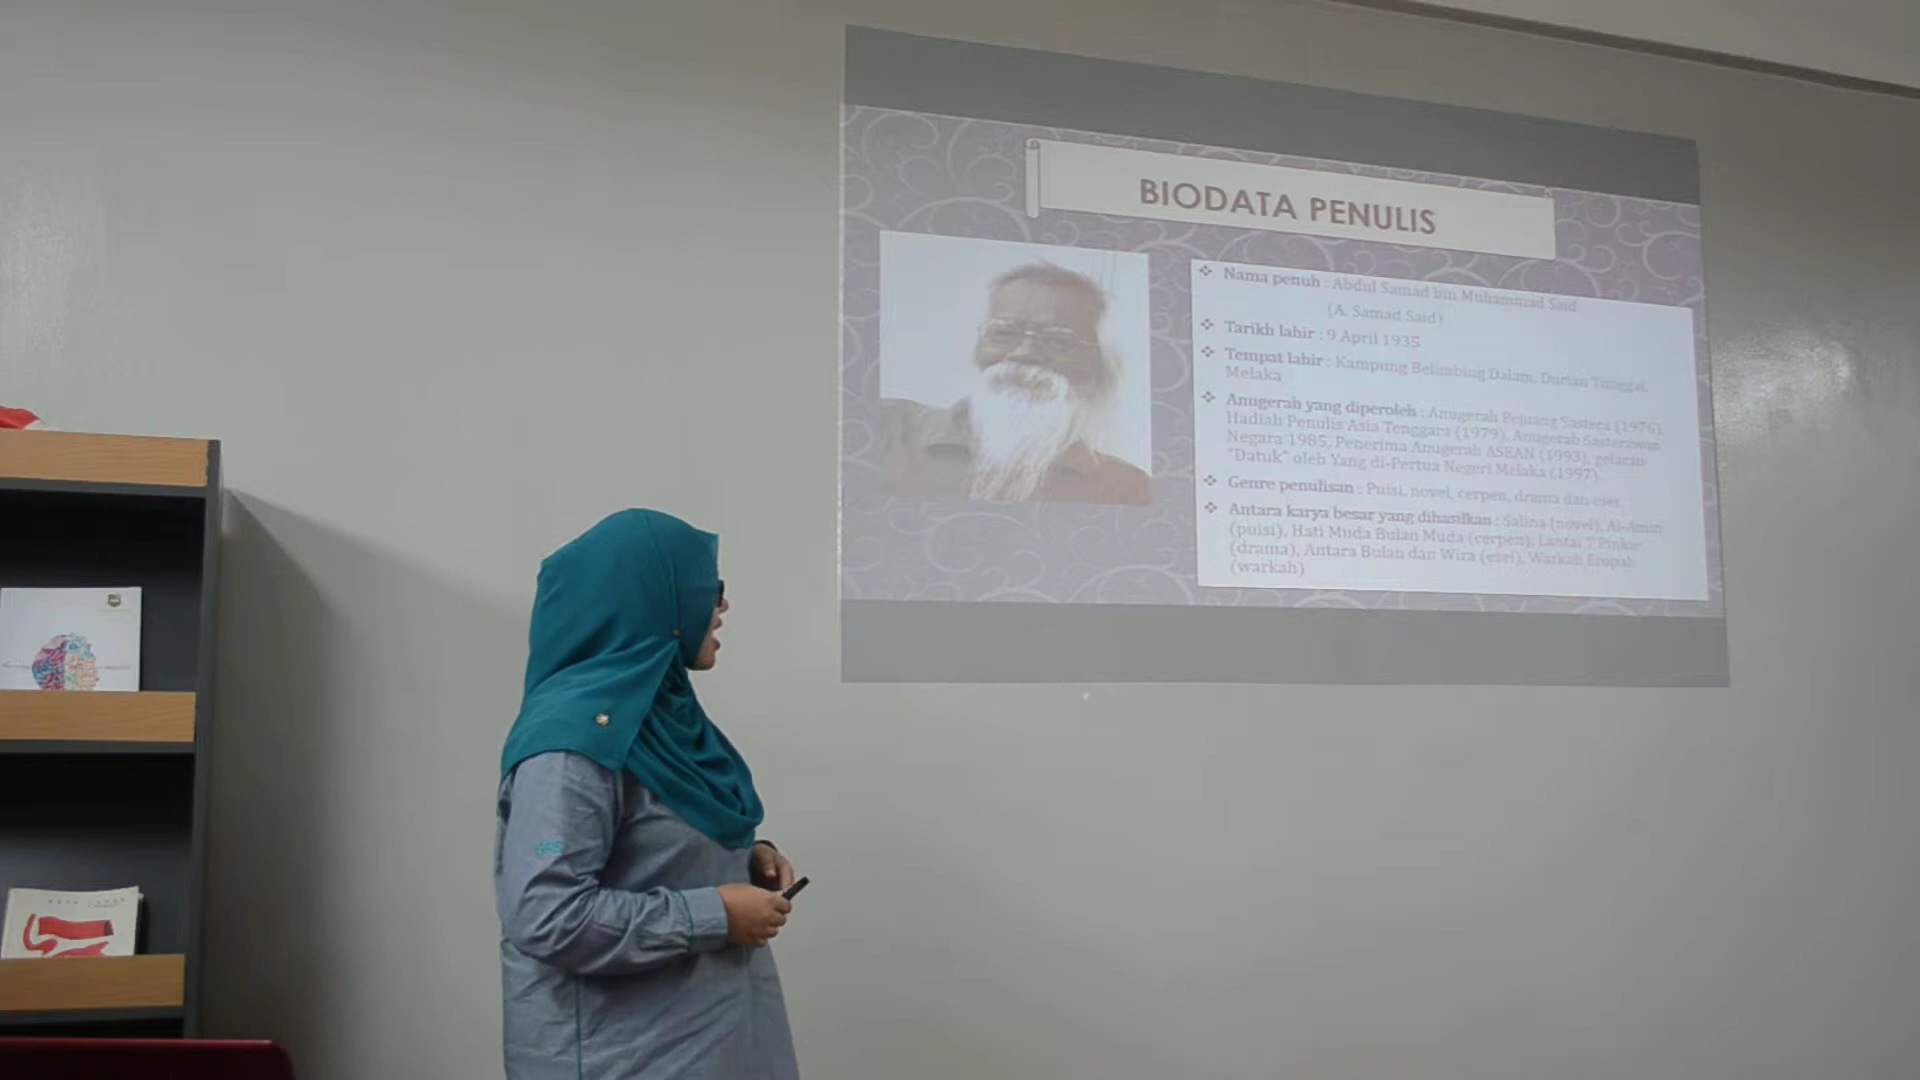 BIODATA PENULIS
Nama penuh : Abdul Samad bin Muhammad Said
(A. Samad Said)
Tarikh lahir : 9 April 1935
Tempat lahir : Kampung Belimbing Dalam, Durian Tunggal,
Melaka
Anugerah yang diperoleh : Anugerah Pejuang Sastera (1976),
Hadiah Penulis Asia Tenggara (1979), Anugerah Sasterawan
Negara 1985, Penerima Anugerah ASEAN (1993), gelaran
"Datuk" oleh Yang di-Pertua Negeri Melaka (1997)
Genre penulisan : Puisi, novel, cerpen, drama dan esei
Antara karya besar yang dihasilkan : Salina (novel), Al-Amin
(puisi), Hati Muda Bulan Muda (cerpen), Lantai T Pinkie
(drama), Antara Bulan dan Wira (esei), Warkah Eropah
(warkah)